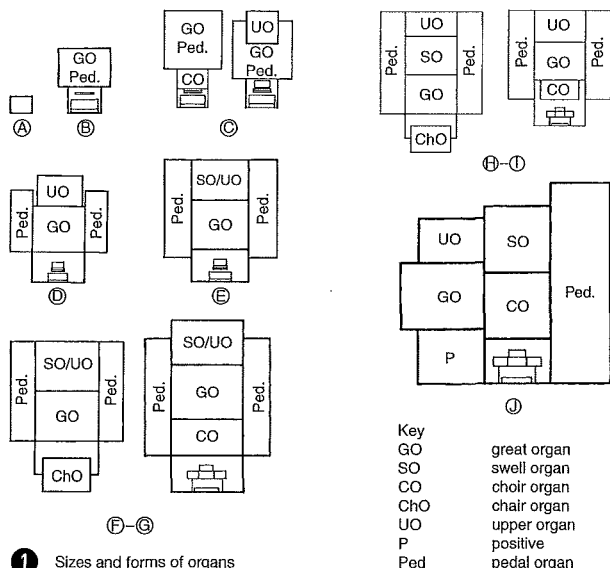 GO
Ped.
GO
Ped.
CO
UO
GO
Ped.
Ⓐ
Ⓑ
Ⓒ
UO
GO
Ped.
Ped.
Ⓓ
SO/UO
GO
Ped.
Ped.
Ⓔ
SO/UO
GO
ChO
Ped.
Ped.
SO/UO
GO
CO
Ped.
Ped.
Ⓕ–Ⓖ
UO
SO
GO
ChO
Ped.
Ped.
UO
GO
CO
Ped.
Ped.
Ⓗ–Ⓘ
UO
SO
GO
CO
P
Ped.
Ⓙ
Key
GO great organ
SO swell organ
CO choir organ
ChO chair organ
UO upper organ
P positive
Ped pedal organ
1 Sizes and forms of organs